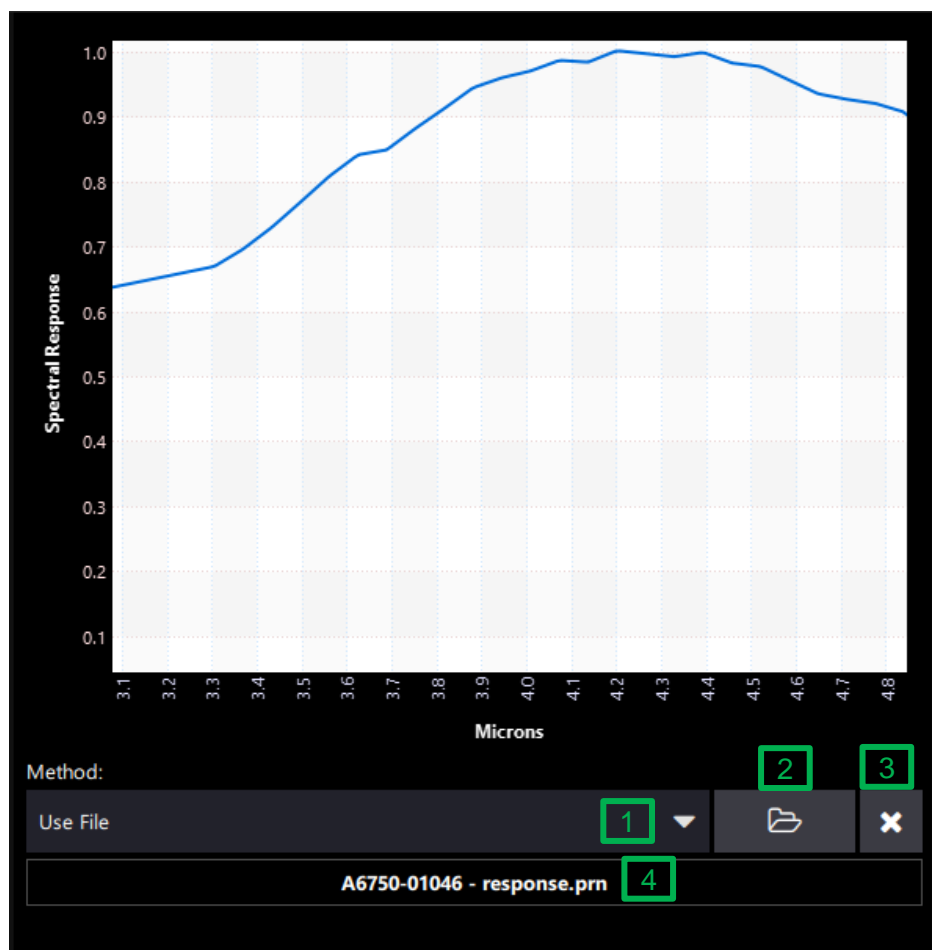 1.0
0.9
0.8
0.7
0.6
0.5
0.4
0.3
0.2
0.1
Spectral Response
3.1 3.2 3.3 3.4 3.5 3.6 3.7 3.8 3.9 4.0 4.1 4.2 4.3 4.4 4.5 4.6 4.7 4.8
Microns
Method:
2 3
Use File 1
A6750-01046 - response.prn 4